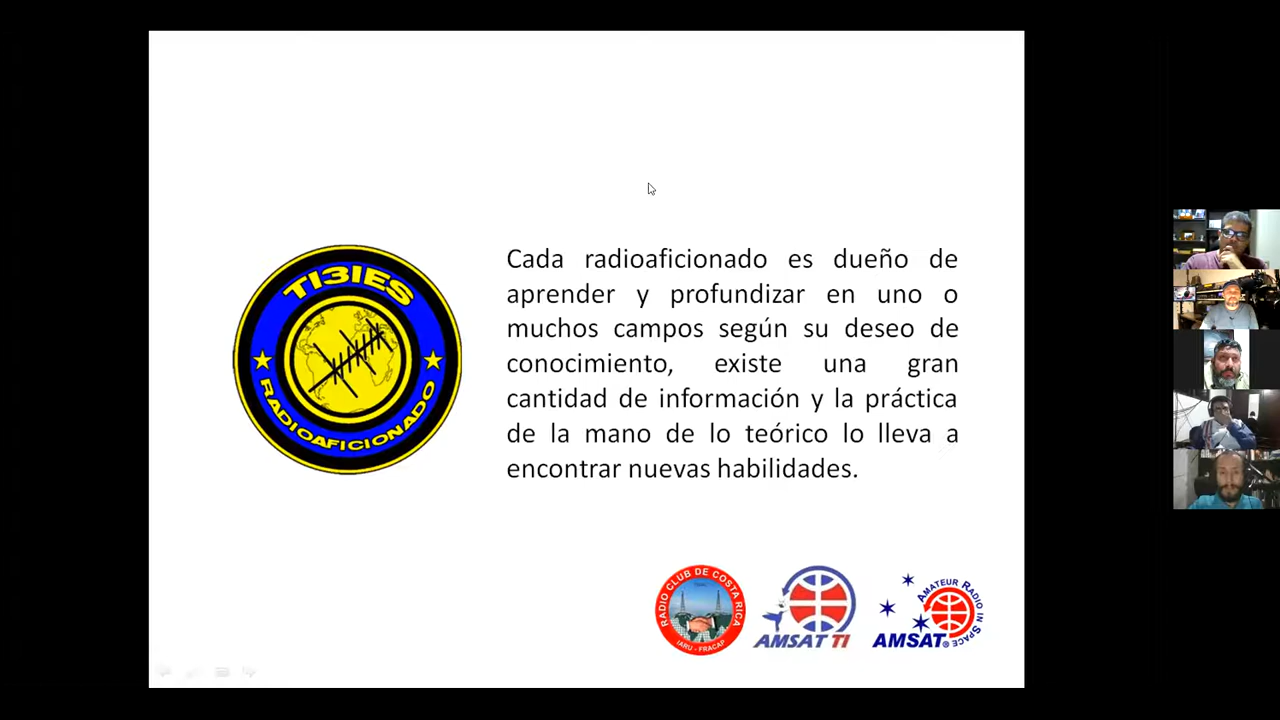 TI3IES
RADIOAFICIONADO
Cada radioaficionado es dueño de
aprender y profundizar en uno o
muchos campos según su deseo de
conocimiento, existe una gran
cantidad de información y la práctica
de la mano de lo teórico lo lleva a
encontrar nuevas habilidades.
RADIO CLUB DE COSTA RICA
IARU - FRACAP
AMSAT TI
AMATEUR RADIO IN SPACE
AMSAT®